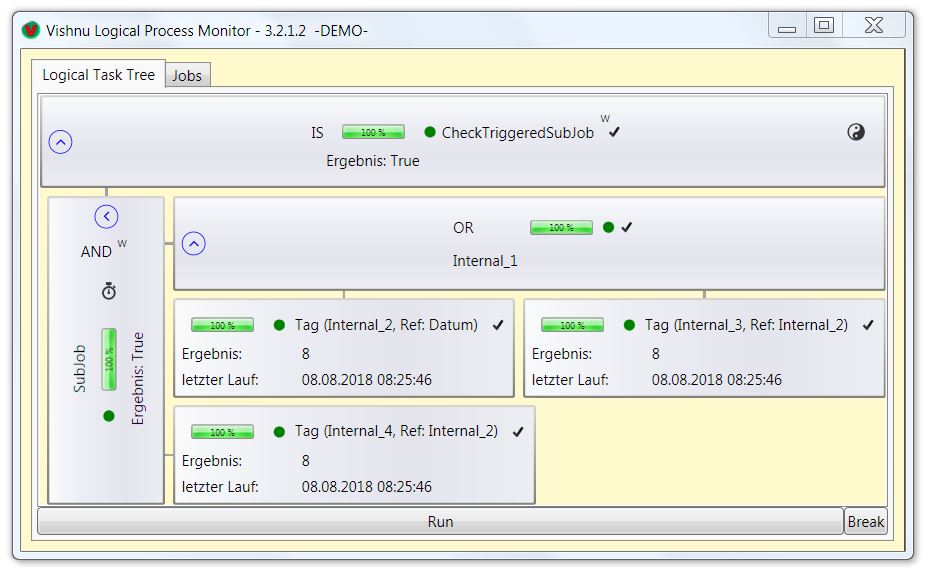 Vishnu Logical Process Monitor - 3.2.1.2 -DEMO-
Logical Task Tree
Jobs
IS
100 %
CheckTriggeredSubJob
W
Ergebnis: True
AND
W
SubJob
100 %
Ergebnis: True
OR
100 %
Internal_1
100 %
Tag (Internal_2, Ref: Datum)
Ergebnis: 8
letzter Lauf: 08.08.2018 08:25:46
100 %
Tag (Internal_3, Ref: Internal_2)
Ergebnis: 8
letzter Lauf: 08.08.2018 08:25:46
100 %
Tag (Internal_4, Ref: Internal_2)
Ergebnis: 8
letzter Lauf: 08.08.2018 08:25:46
Run
Break